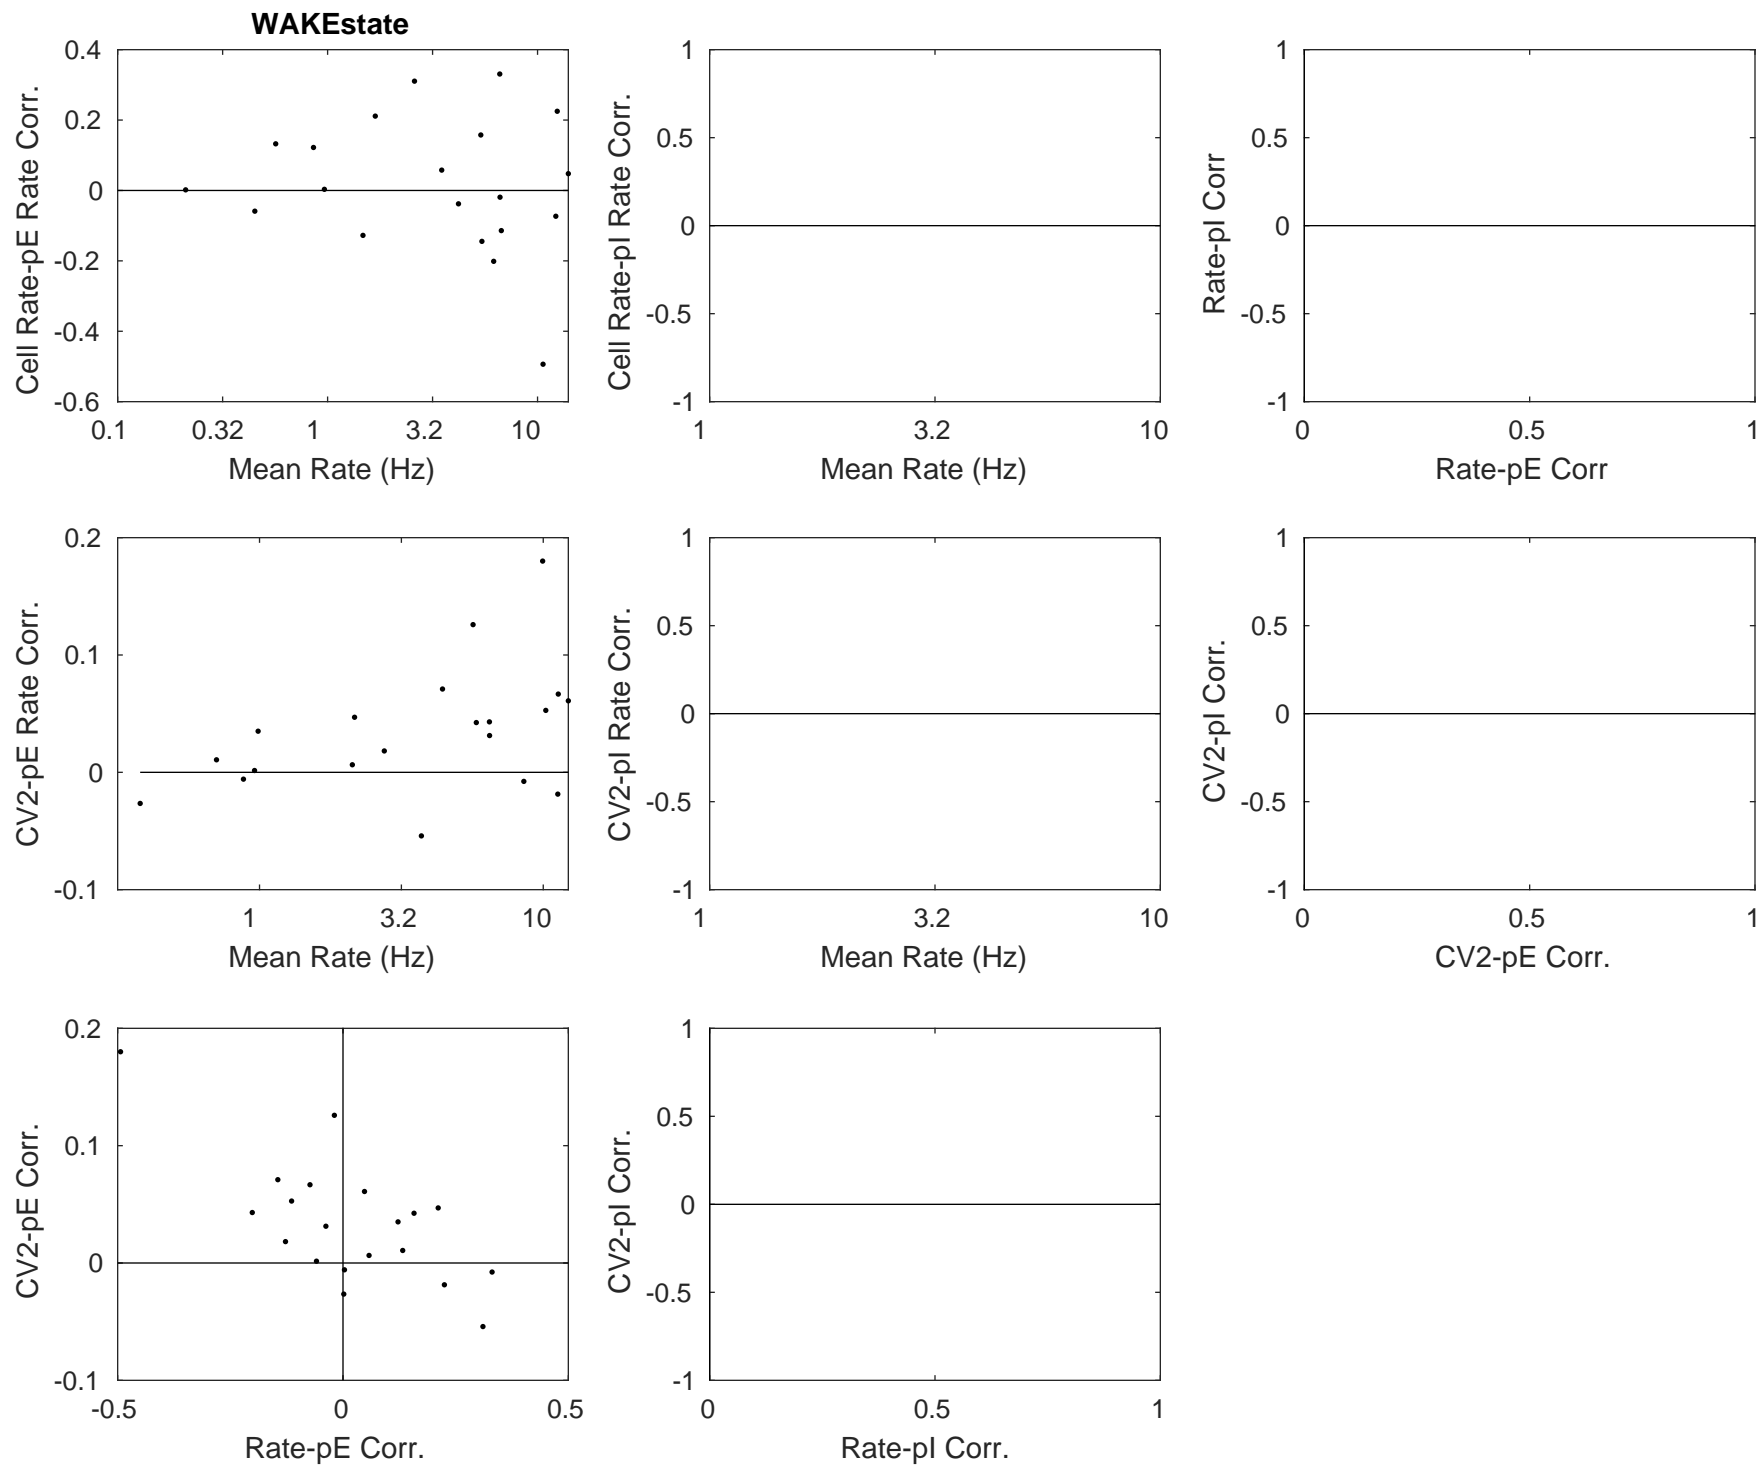 WAKEstate
0.4
0.2
0
-0.2
-0.4
-0.6
Cell Rate-pE Rate Corr.
0.1 0.32 1 3.2 10
Mean Rate (Hz)
1
0.5
0
-0.5
-1
Cell Rate-pI Rate Corr.
1 3.2 10
Mean Rate (Hz)
1
0.5
0
-0.5
-1
Rate-pI Corr
0 0.5 1
Rate-pE Corr
0.2
0.1
0
-0.1
CV2-pE Rate Corr.
1 3.2 10
Mean Rate (Hz)
1
0.5
0
-0.5
-1
CV2-pI Rate Corr.
1 3.2 10
Mean Rate (Hz)
1
0.5
0
-0.5
-1
CV2-pI Corr.
0 0.5 1
CV2-pE Corr.
0.2
0.1
0
-0.1
CV2-pE Corr.
-0.5 0 0.5
Rate-pE Corr.
1
0.5
0
-0.5
-1
CV2-pI Corr.
0 0.5 1
Rate-pI Corr.